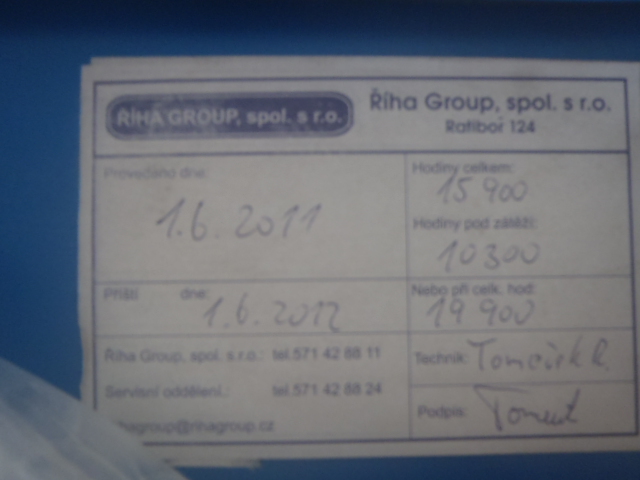 ŘÍHA GROUP, spol. s r.o.
Říha Group, spol. s r.o.
Ratiboř 124
Provedeno dne:
1.6.2011
Hodiny celkem:
15 900
Hodiny pod zátěží:
10300
Příští dne:
1.6.2012
Nebo při celk. hod:
19 900
Říha Group, spol. s.r.o.: tel.571 42 88 11
Servisní oddělení.: tel.571 42 88 24
rihagroup@rihagroup.cz
Technik:
Podpis: